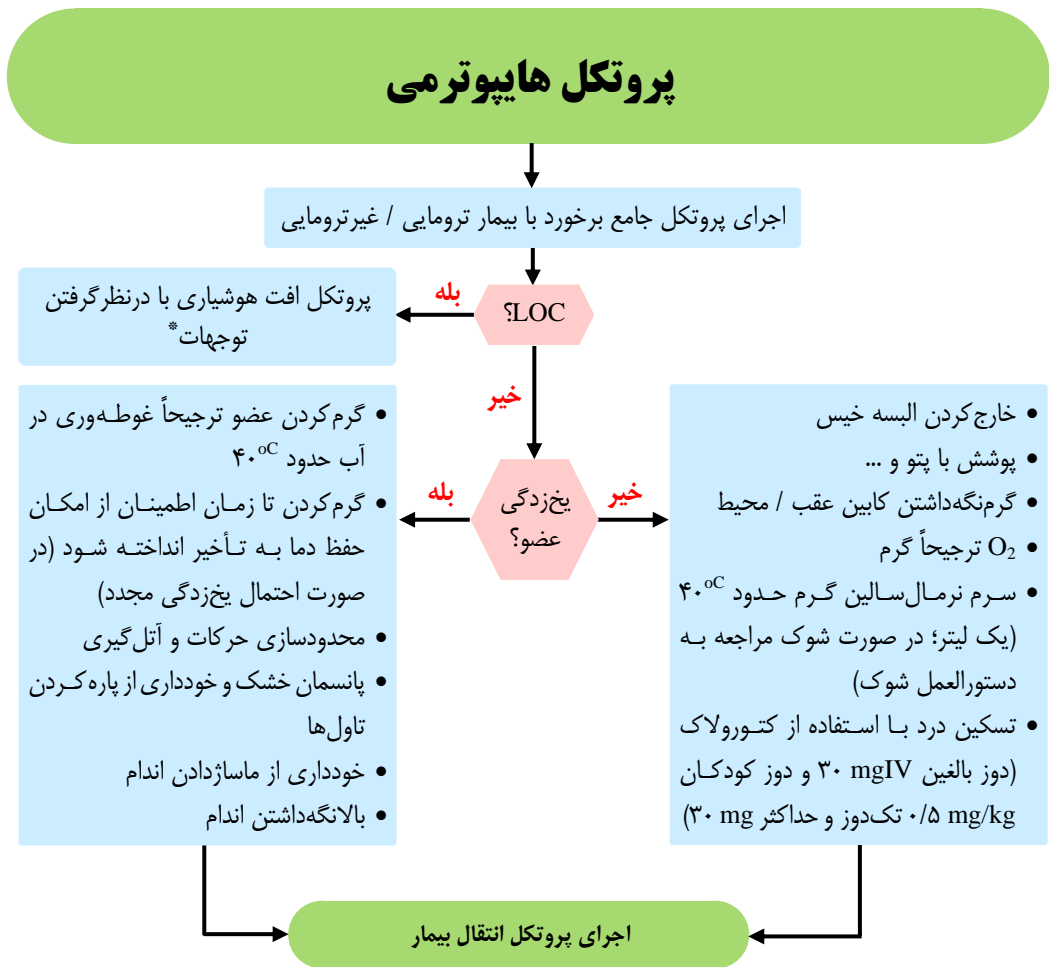 پروتکل هایپوترمی
اجرای پروتکل جامع برخورد با بیمار ترومایی / غیرترومایی
LOC؟
بله
پروتکل افت هوشیاری با درنظرگرفتن
توجهات*
خیر
یخ‌زدگی
عضو؟
خیر
• خارج‌کردن البسه خیس
• پوشش با پتو و ...
• گرم‌نگه‌داشتن کابین عقب / محیط
• O₂ ترجیحاً گرم
• سرم نرمال‌سالین گرم حدود ۴۰°C
(یک لیتر؛ در صورت شوک مراجعه به
دستورالعمل شوک)
• تسکین درد با استفاده از کتورولاک
(دوز بالغین ۳۰ mgIV و دوز کودکان
۰/۵ mg/kg تک‌دوز و حداکثر ۳۰ mg)
بله
• گرم‌کردن عضو ترجیحاً غوطه‌وری در
آب حدود ۴۰°C
• گرم‌کردن تا زمان اطمینان از امکان
حفظ دما به تأخیر انداخته شود (در
صورت احتمال یخ‌زدگی مجدد)
• محدودسازی حرکات و آتل‌گیری
• پانسمان خشک و خودداری از پاره‌کردن
تاول‌ها
• خودداری از ماساژدادن اندام
• بالانگه‌داشتن اندام
اجرای پروتکل انتقال بیمار